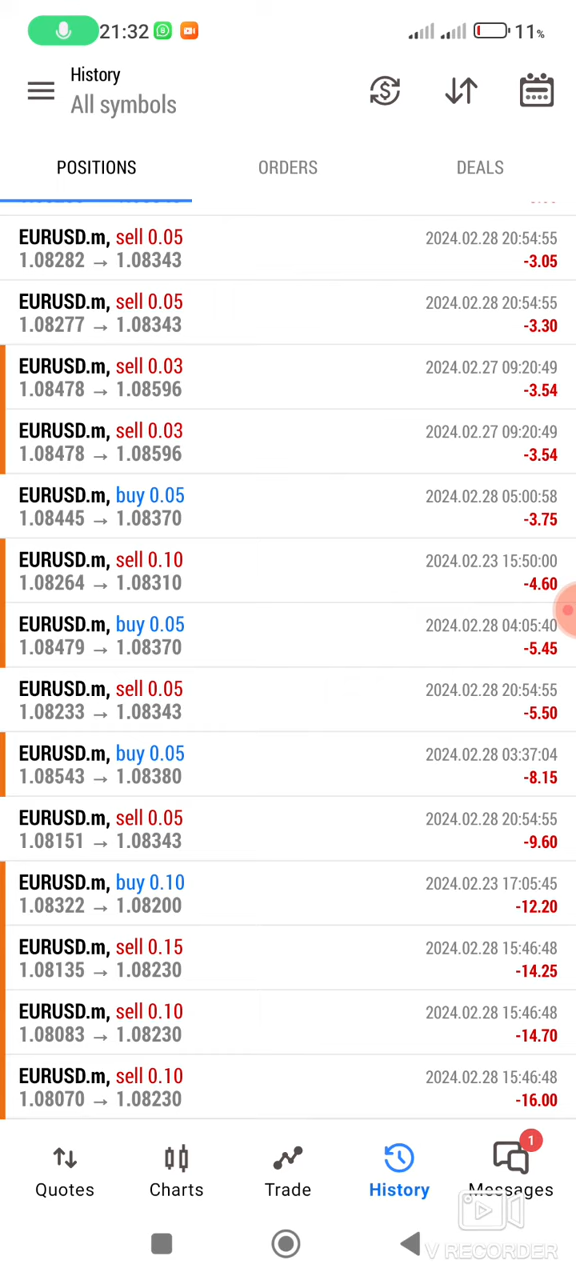 21:32
11%
History
All symbols
POSITIONS ORDERS DEALS
EURUSD.m, sell 0.05 2024.02.28 20:54:55
1.08282 → 1.08343 -3.05
EURUSD.m, sell 0.05 2024.02.28 20:54:55
1.08277 → 1.08343 -3.30
EURUSD.m, sell 0.03 2024.02.27 09:20:49
1.08478 → 1.08596 -3.54
EURUSD.m, sell 0.03 2024.02.27 09:20:49
1.08478 → 1.08596 -3.54
EURUSD.m, buy 0.05 2024.02.28 05:00:58
1.08445 → 1.08370 -3.75
EURUSD.m, sell 0.10 2024.02.23 15:50:00
1.08264 → 1.08310 -4.60
EURUSD.m, buy 0.05 2024.02.28 04:05:40
1.08479 → 1.08370 -5.45
EURUSD.m, sell 0.05 2024.02.28 20:54:55
1.08233 → 1.08343 -5.50
EURUSD.m, buy 0.05 2024.02.28 03:37:04
1.08543 → 1.08380 -8.15
EURUSD.m, sell 0.05 2024.02.28 20:54:55
1.08151 → 1.08343 -9.60
EURUSD.m, buy 0.10 2024.02.23 17:05:45
1.08322 → 1.08200 -12.20
EURUSD.m, sell 0.15 2024.02.28 15:46:48
1.08135 → 1.08230 -14.25
EURUSD.m, sell 0.10 2024.02.28 15:46:48
1.08083 → 1.08230 -14.70
EURUSD.m, sell 0.10 2024.02.28 15:46:48
1.08070 → 1.08230 -16.00
1
Quotes Charts Trade History Messages
V RECORDER